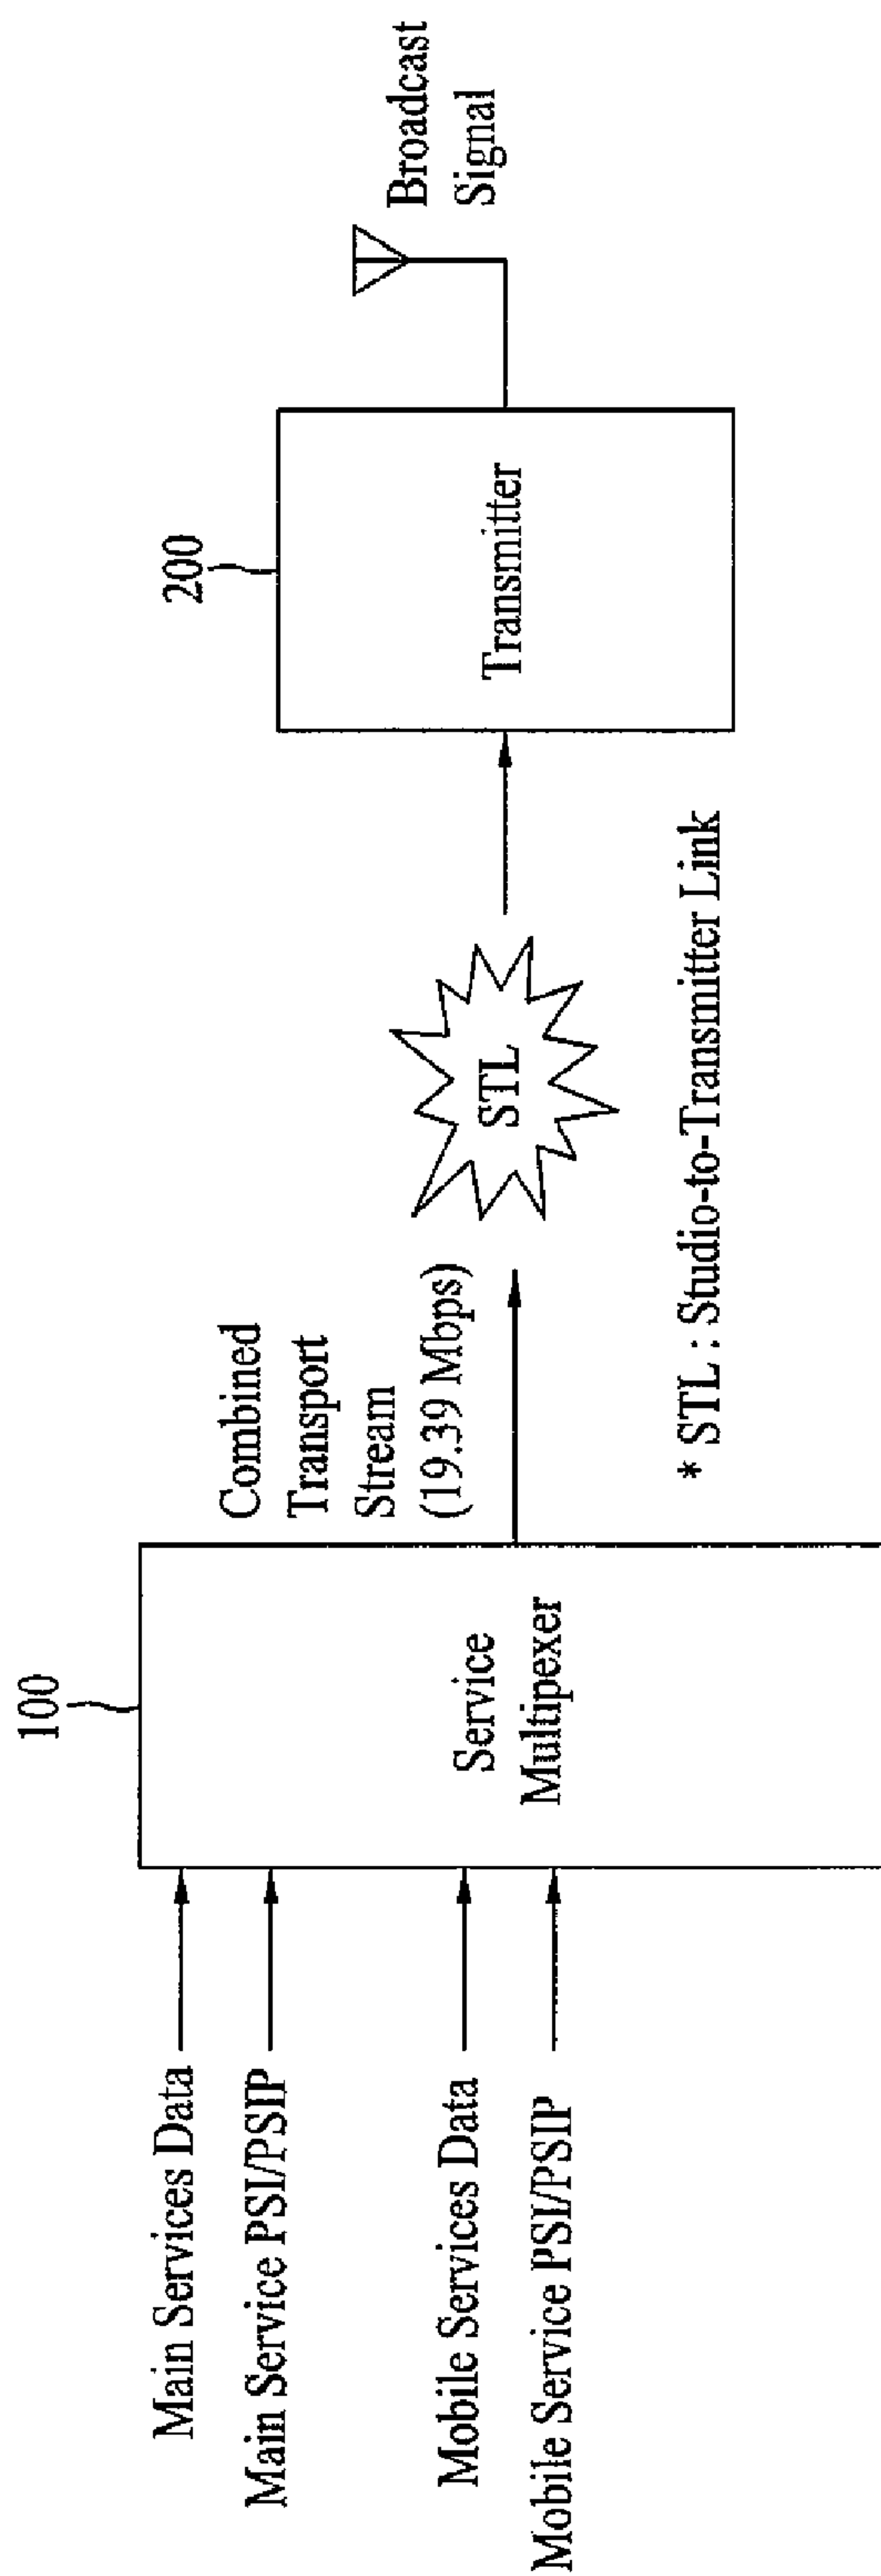 Main Services Data
Main Service PSI/PSIP
Mobile Services Data
Mobile Service PSI/PSIP
100
Service
Multipexer
Combined
Transport
Stream
(19.39 Mbps)
STL
* STL : Studio-to-Transmitter Link
200
Transmitter
Broadcast
Signal